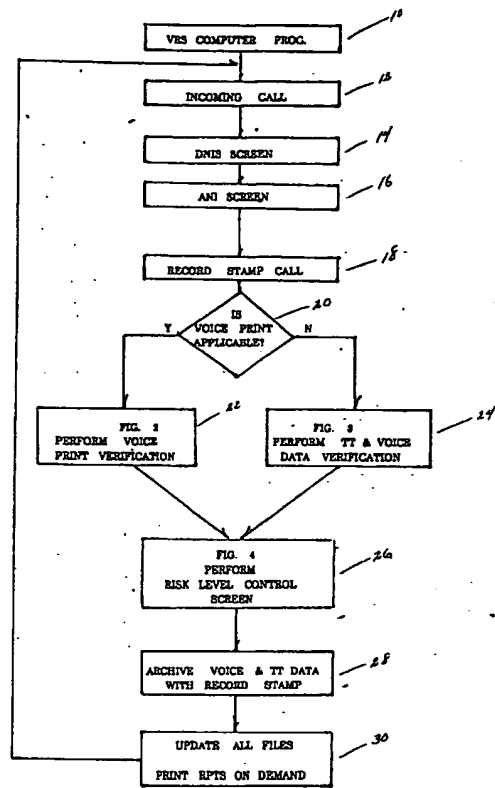 10
VRS COMPUTER PROG.
12
INCOMING CALL
14
DNIS SCREEN
16
ANI SCREEN
18
RECORD STAMP CALL
20
IS
VOICE PRINT
APPLICABLE?
Y
N
22
FIG. 2
PERFORM VOICE
PRINT VERIFICATION
24
FIG. 3
PERFORM TT & VOICE
DATA VERIFICATION
26
FIG. 4
PERFORM
RISK LEVEL CONTROL
SCREEN
28
ARCHIVE VOICE & TT DATA
WITH RECORD STAMP
30
UPDATE ALL FILES
PRINT RPTS ON DEMAND